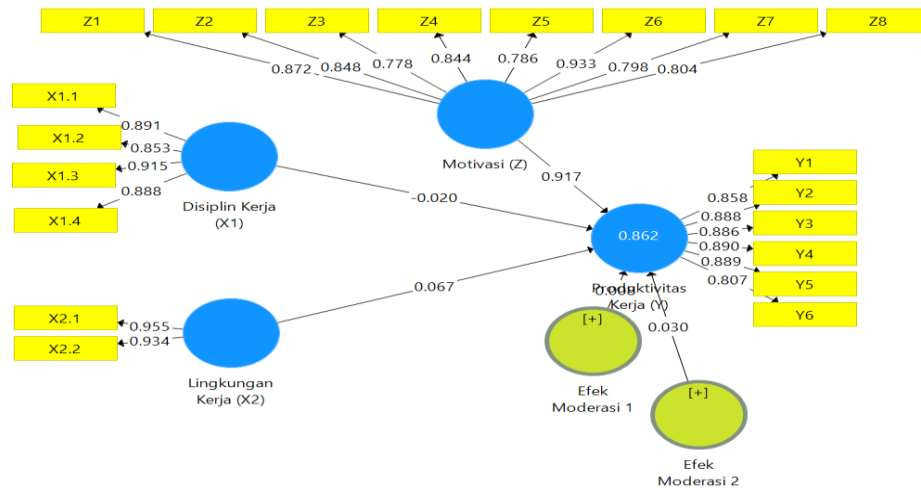 Z1 Z2 Z3 Z4 Z5 Z6 Z7 Z8
0.872 0.848 0.778 0.844 0.786 0.933 0.798 0.804
Motivasi (Z)
X1.1
X1.2
X1.3
X1.4
0.891
0.853
0.915
0.888
Disiplin Kerja
(X1)
0.917
-0.020
0.067
X2.1
X2.2
0.955
0.934
Lingkungan
Kerja (X2)
0.862
Produktivitas
Kerja (Y)
0.858
0.888
0.886
0.890
0.889
0.807
Y1
Y2
Y3
Y4
Y5
Y6
0.030
[+]
Efek
Moderasi 1
[+]
Efek
Moderasi 2